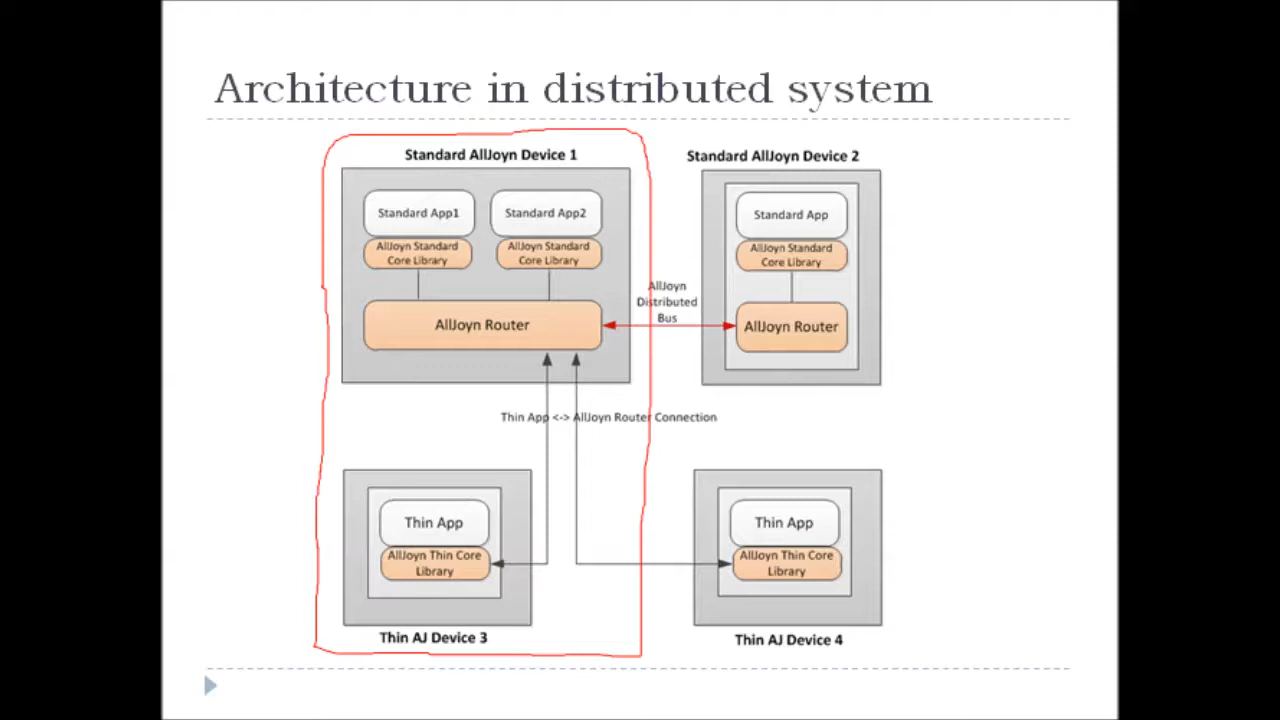 Architecture in distributed system
Standard AllJoyn Device 1
Standard App1
AllJoyn Standard
Core Library
Standard App2
AllJoyn Standard
Core Library
AllJoyn Router
AllJoyn
Distributed
Bus
Standard AllJoyn Device 2
Standard App
AllJoyn Standard
Core Library
AllJoyn Router
Thin App <-> AllJoyn Router Connection
Thin App
AllJoyn Thin Core
Library
Thin AJ Device 3
Thin App
AllJoyn Thin Core
Library
Thin AJ Device 4